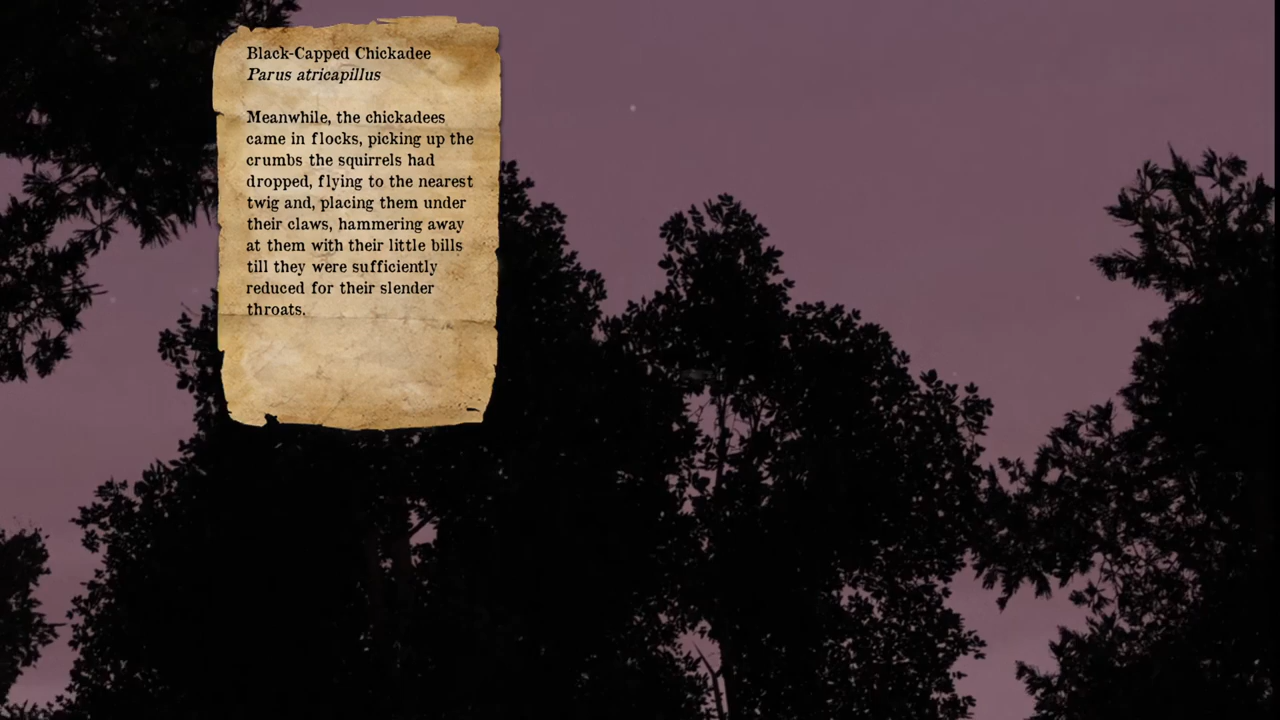 Black-Capped Chickadee
Parus atricapillus
Meanwhile, the chickadees
came in flocks, picking up the
crumbs the squirrels had
dropped, flying to the nearest
twig and, placing them under
their claws, hammering away
at them with their little bills
till they were sufficiently
reduced for their slender
throats.